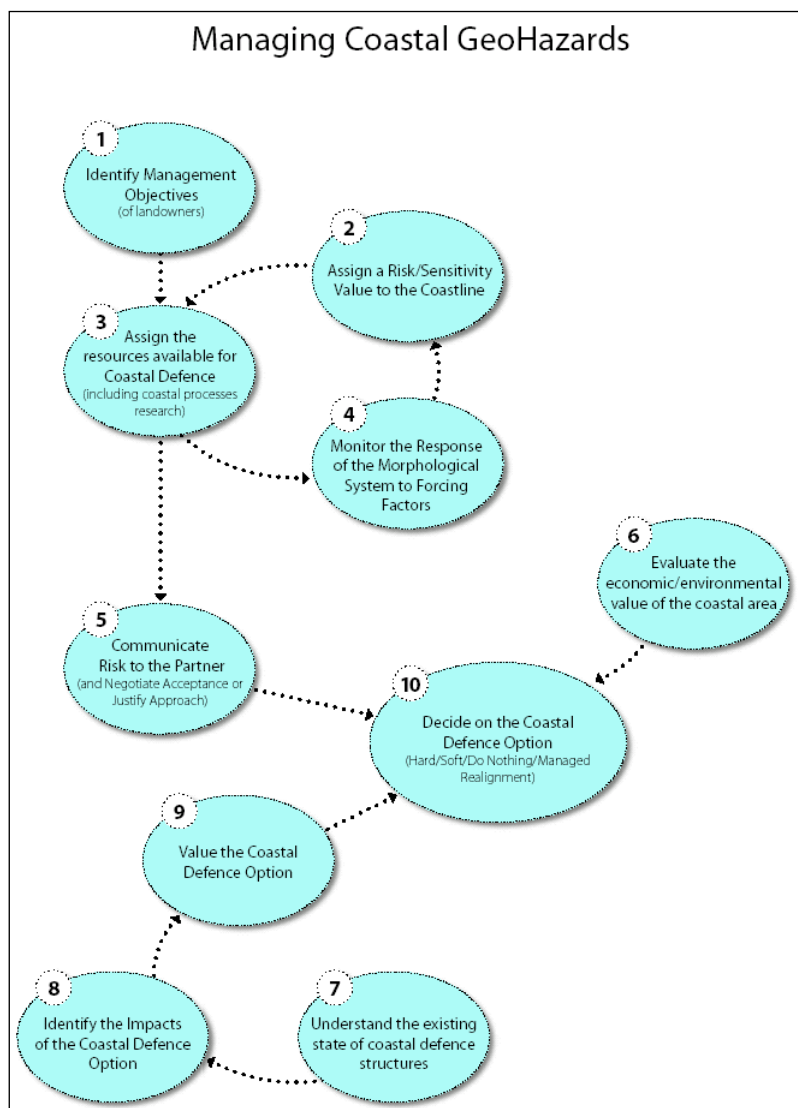 Managing Coastal GeoHazards
1
Identify Management
Objectives
(of landowners)
2
Assign a Risk/Sensitivity
Value to the Coastline
3
Assign the
resources available for
Coastal Defence
(including coastal processes
research)
4
Monitor the Response
of the Morphological
System to Forcing
Factors
6
Evaluate the
economic/environmental
value of the coastal area
5
Communicate
Risk to the Partner
(and Negotiate Acceptance or
Justify Approach)
10
Decide on the Coastal
Defence Option
(Hard/Soft/Do Nothing/Managed
Realignment)
9
Value the Coastal
Defence Option
8
Identify the Impacts
of the Coastal Defence
Option
7
Understand the existing
state of coastal defence
structures